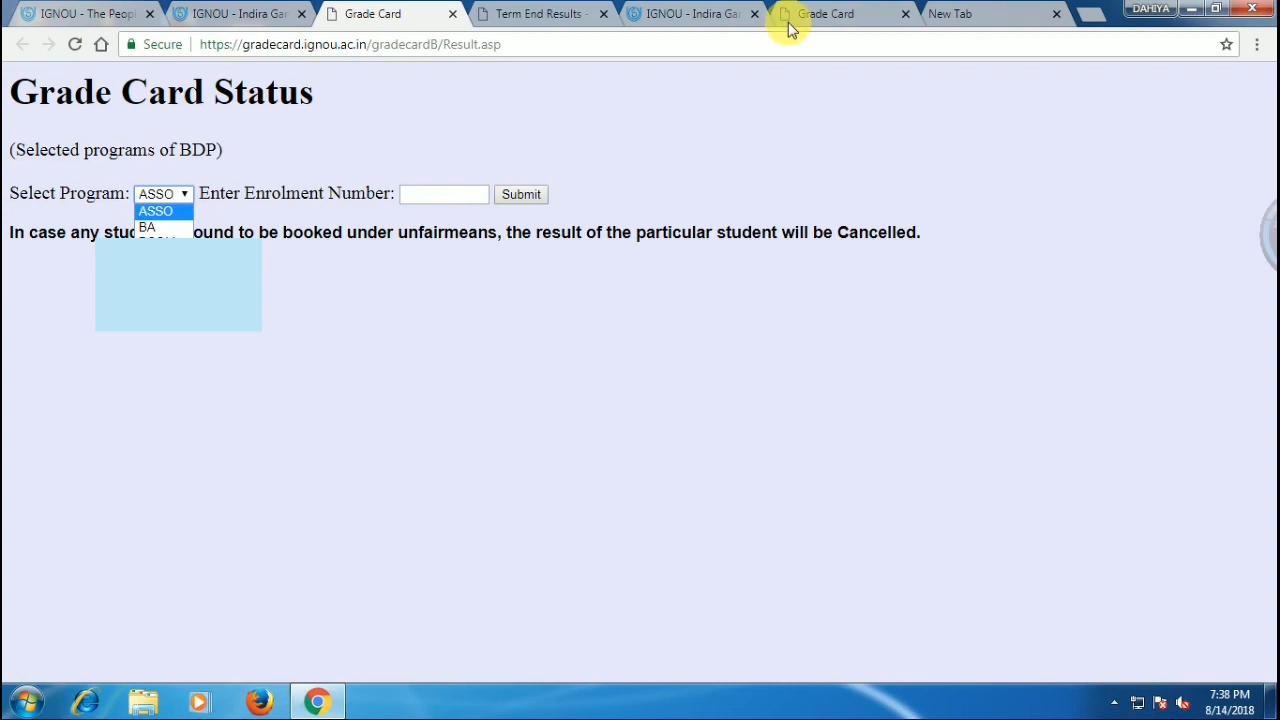 IGNOU - The Peopl
IGNOU - Indira Gan
Grade Card
Term End Results -
IGNOU - Indira Gan
Grade Card
New Tab
DAHIYA
Secure
https://gradecard.ignou.ac.in/gradecardB/Result.asp
Grade Card Status
(Selected programs of BDP)
Select Program: ASSO Enter Enrolment Number: Submit
ASSO
BA
In case any stud ound to be booked under unfairmeans, the result of the particular student will be Cancelled.
7:38 PM
8/14/2018